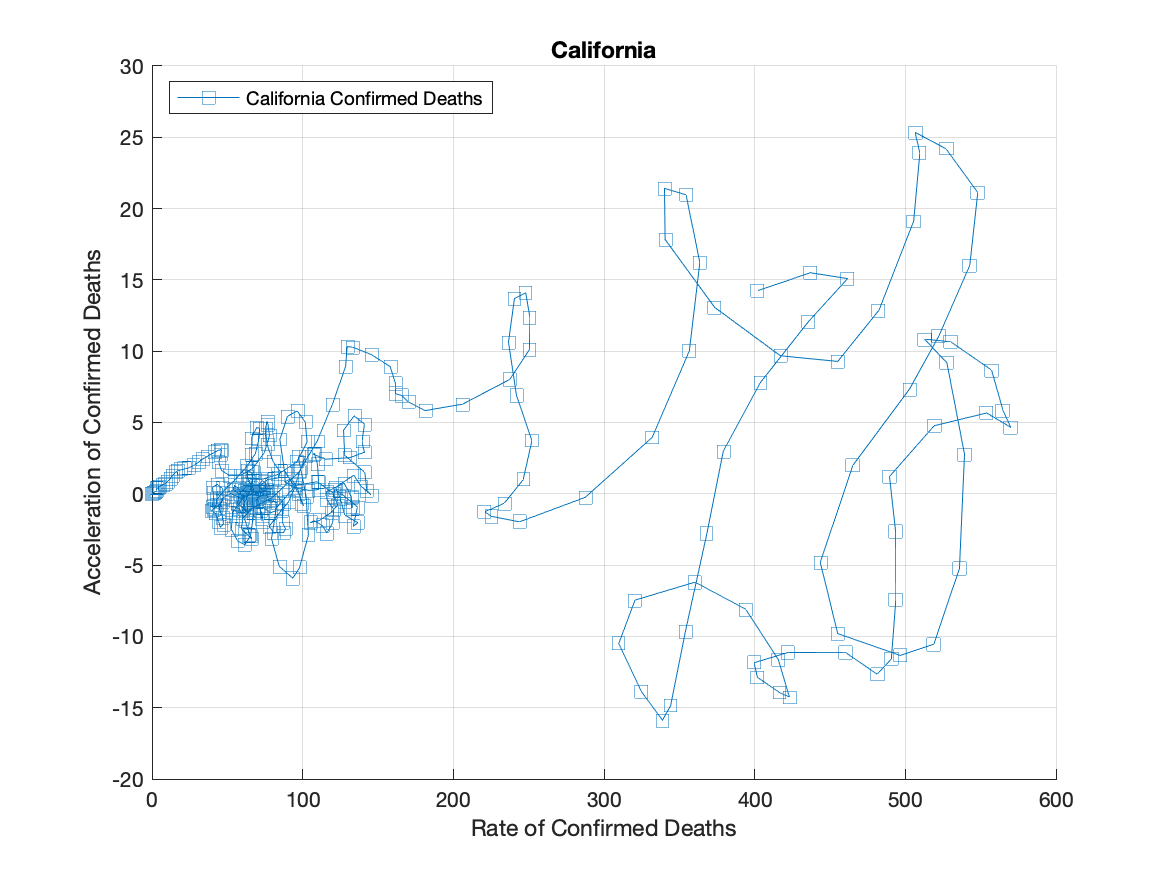 California
30
California Confirmed Deaths
25
20
15
10
5
0
-5
-10
-15
-20
Acceleration of Confirmed Deaths
0 100 200 300 400 500 600
Rate of Confirmed Deaths